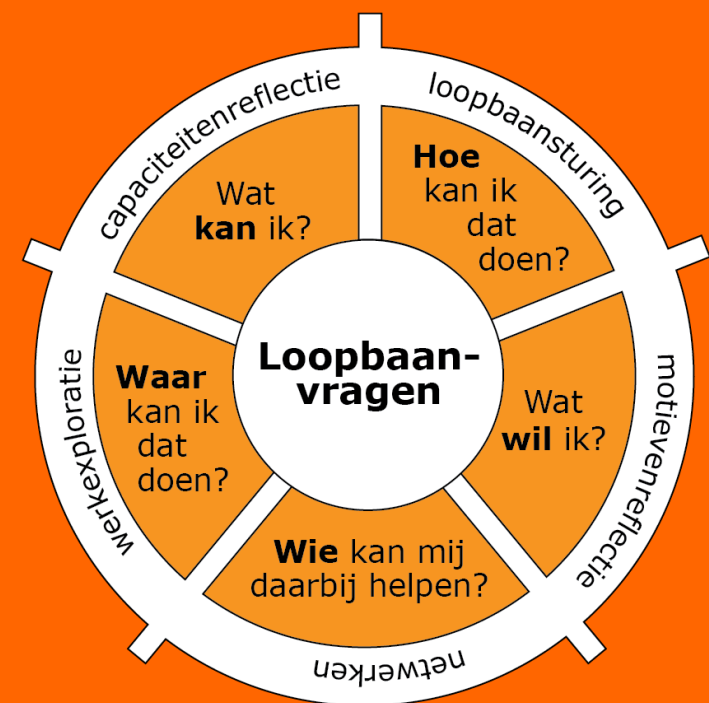 capaciteitenreflectie
loopbaansturing
motievenreflectie
netwerken
werkexploratie
Wat
kan ik?
Hoe
kan ik
dat
doen?
Wat
wil ik?
Wie kan mij
daarbij helpen?
Waar
kan ik
dat
doen?
Loopbaan-
vragen